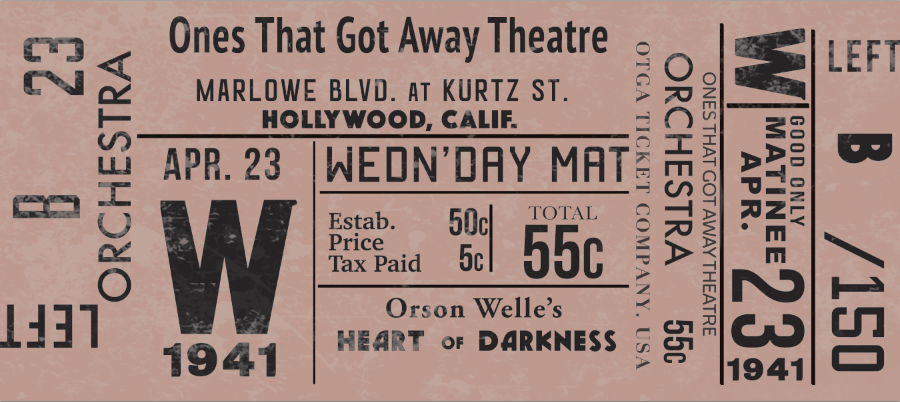 23
B
ORCHESTRA
LEFT
Ones That Got Away Theatre
MARLOWE BLVD. AT KURTZ ST.
HOLLYWOOD, CALIF.
APR. 23
W
1941
WEDN'DAY MAT
Estab.
Price
50c
Tax Paid
5c
TOTAL
55c
Orson Welle's
HEART OF DARKNESS
OTGA TICKET COMPANY. USA
ORCHESTRA 55c
ONES THAT GOT AWAY THEATRE
W
GOOD ONLY
MATINEE
APR.
23
1941
LEFT
B
/150